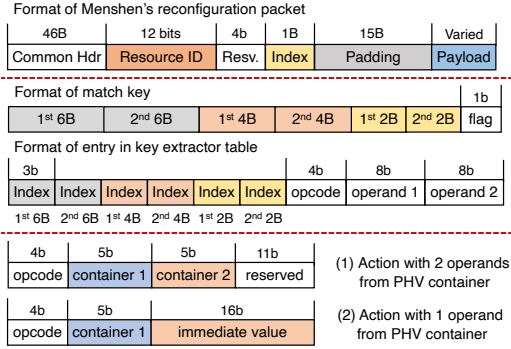 Format of Menshen's reconfiguration packet
46B 12 bits 4b 1B 15B Varied
Common Hdr Resource ID Resv. Index Padding Payload
Format of match key
1b
1st 6B 2nd 6B 1st 4B 2nd 4B 1st 2B 2nd 2B flag
Format of entry in key extractor table
3b 4b 8b 8b
Index Index Index Index Index Index opcode operand 1 operand 2
1st 6B 2nd 6B 1st 4B 2nd 4B 1st 2B 2nd 2B
4b 5b 5b 11b
opcode container 1 container 2 reserved
(1) Action with 2 operands
from PHV container
4b 5b 16b
opcode container 1 immediate value
(2) Action with 1 operand
from PHV container